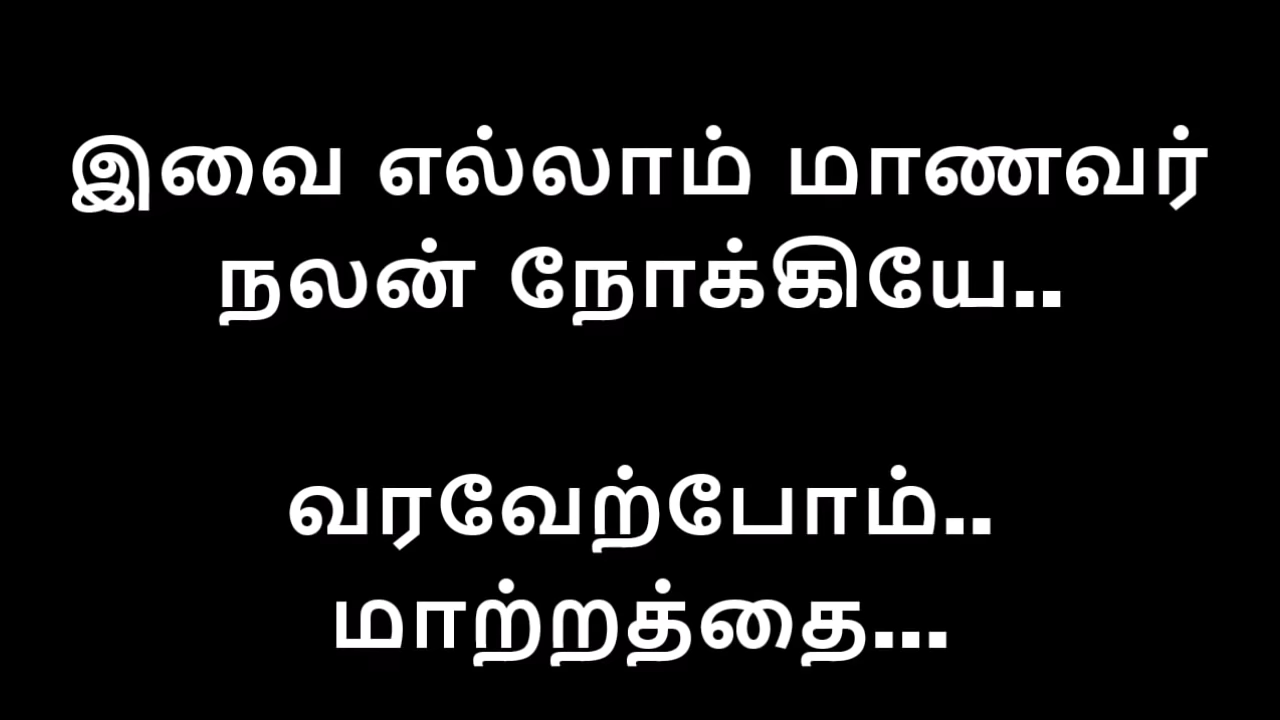 இவை எல்லாம் மாணவர்
நலன் நோக்கியே..
வரவேற்போம்..
மாற்றத்தை...